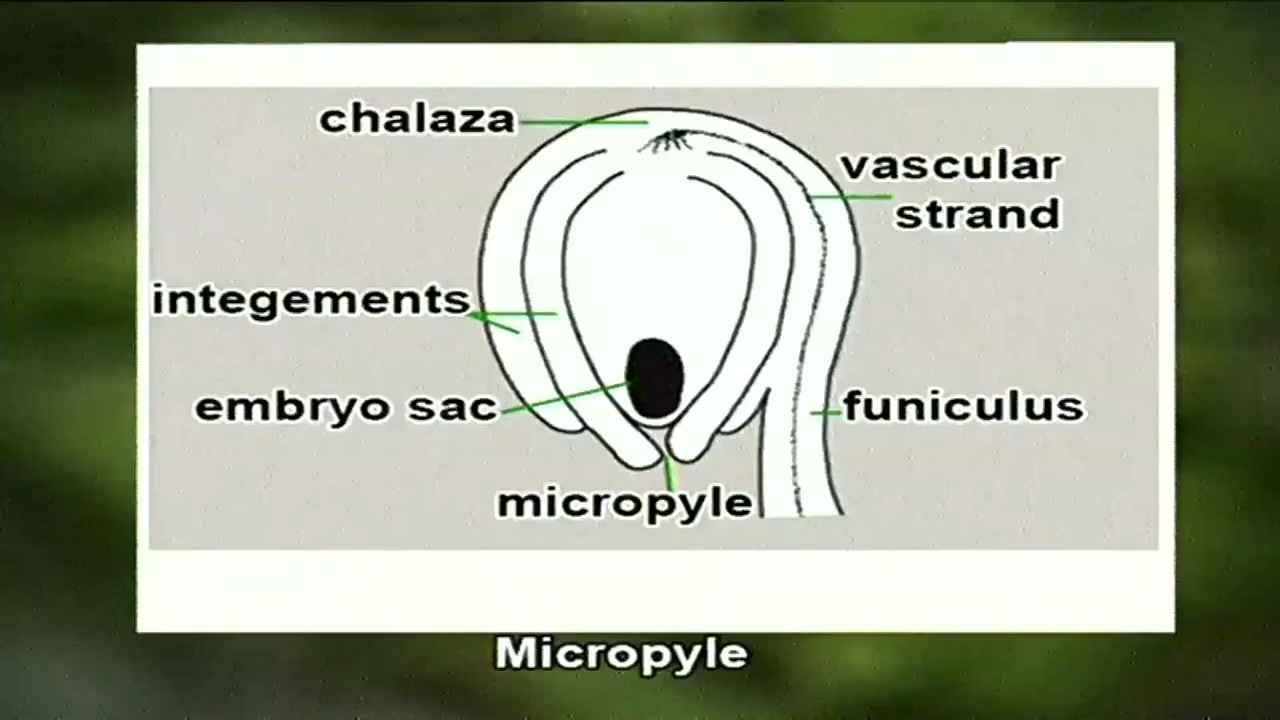 chalaza
vascular
strand
integements
embryo sac
funiculus
micropyle
Micropyle